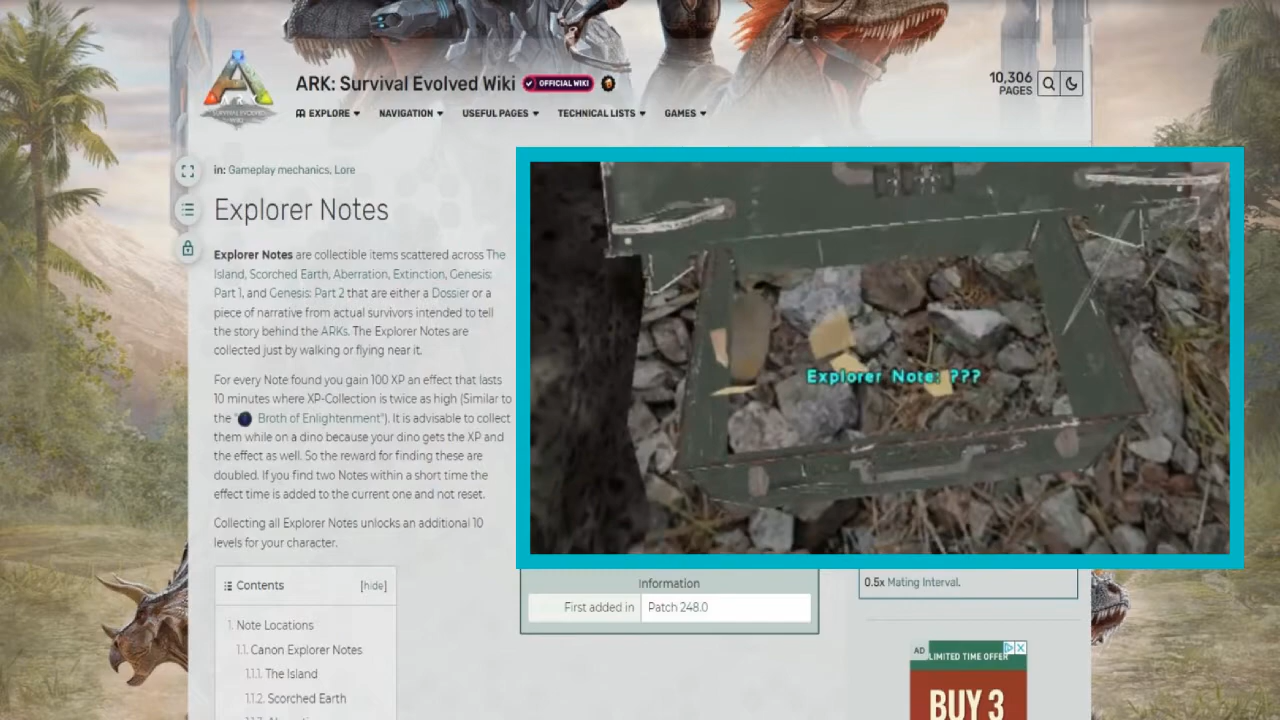 ARK: Survival Evolved Wiki
OFFICIAL WIKI
10,306
PAGES
EXPLORE
NAVIGATION
USEFUL PAGES
TECHNICAL LISTS
GAMES
in: Gameplay mechanics, Lore
Explorer Notes
Explorer Notes are collectible items scattered across The
Island, Scorched Earth, Aberration, Extinction, Genesis:
Part 1, and Genesis: Part 2 that are either a Dossier or a
piece of narrative from actual survivors intended to tell
the story behind the ARKs. The Explorer Notes are
collected just by walking or flying near it.
For every Note found you gain 100 XP an effect that lasts
10 minutes where XP-Collection is twice as high (Similar to
the " Broth of Enlightenment"). It is advisable to collect
them while on a dino because your dino gets the XP and
the effect as well. So the reward for finding these are
doubled. If you find two Notes within a short time the
effect time is added to the current one and not reset.
Collecting all Explorer Notes unlocks an additional 10
levels for your character.
Contents [hide]
1. Note Locations
1.1. Canon Explorer Notes
1.1.1. The Island
1.1.2. Scorched Earth
Explorer Note: ???
Information
First added in Patch 248.0
0.5x Mating Interval.
AD
LIMITED TIME OFFER
BUY 3